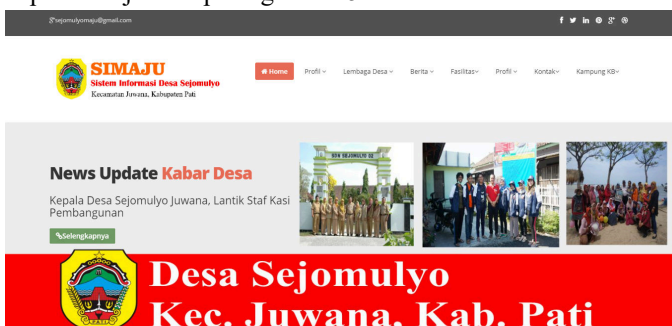 sejomulyomaju@gmail.com
SIMAJU
Sistem Informasi Desa Sejomulyo
Kecamatan Juwana, Kabupaten Pati
Home Profil Lembaga Desa Berita Fasilitas Profil Kontak Kampung KB
News Update Kabar Desa
Kepala Desa Sejomulyo Juwana, Lantik Staf Kasi
Pembangunan
Selengkapnya
Desa Sejomulyo
Kec. Juwana, Kab. Pati